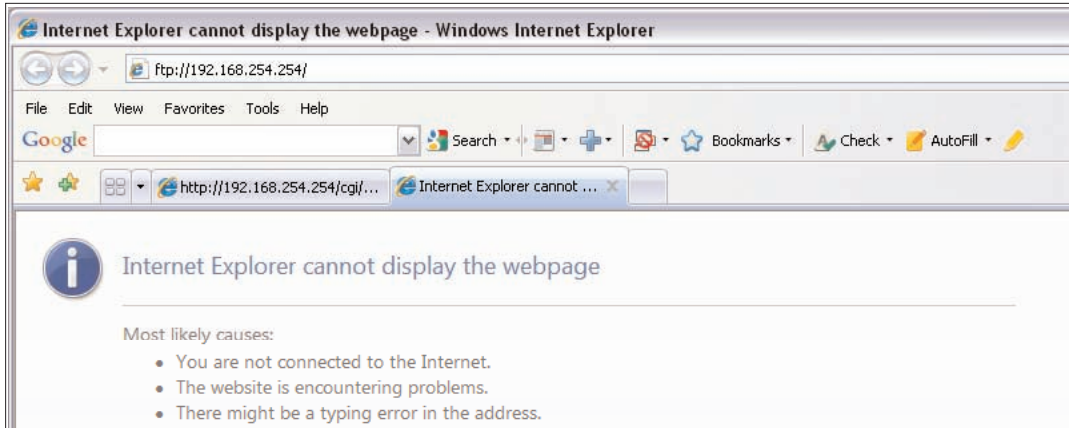 Internet Explorer cannot display the webpage - Windows Internet Explorer
ftp://192.168.254.254/
File Edit View Favorites Tools Help
Google Search Bookmarks Check AutoFill
http://192.168.254.254/cgi/... Internet Explorer cannot ...
Internet Explorer cannot display the webpage
Most likely causes:
• You are not connected to the Internet.
• The website is encountering problems.
• There might be a typing error in the address.